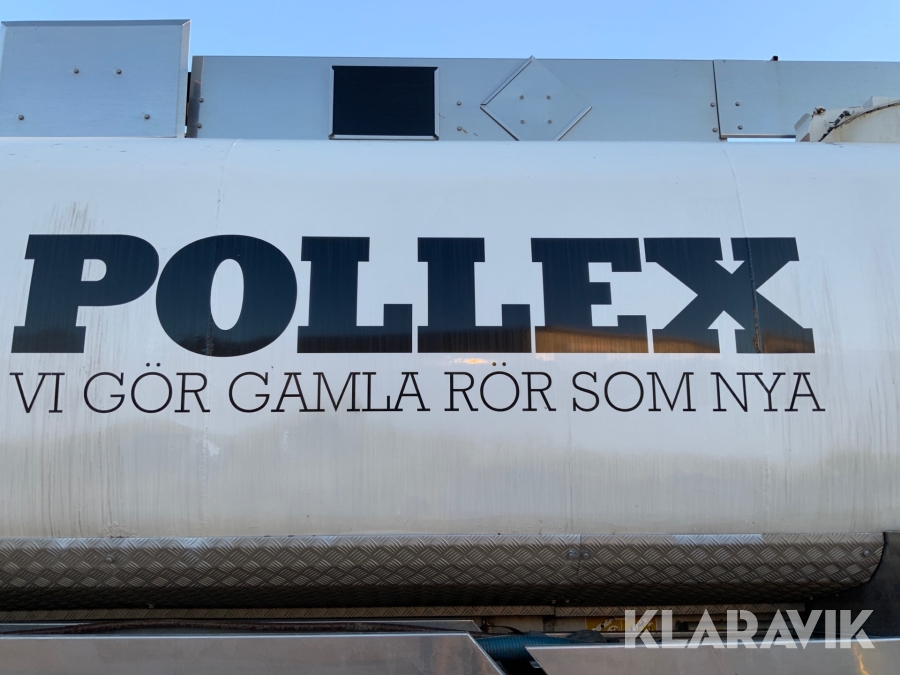 POLLEX
VI GÖR GAMLA RÖR SOM NYA
KLARAVIK